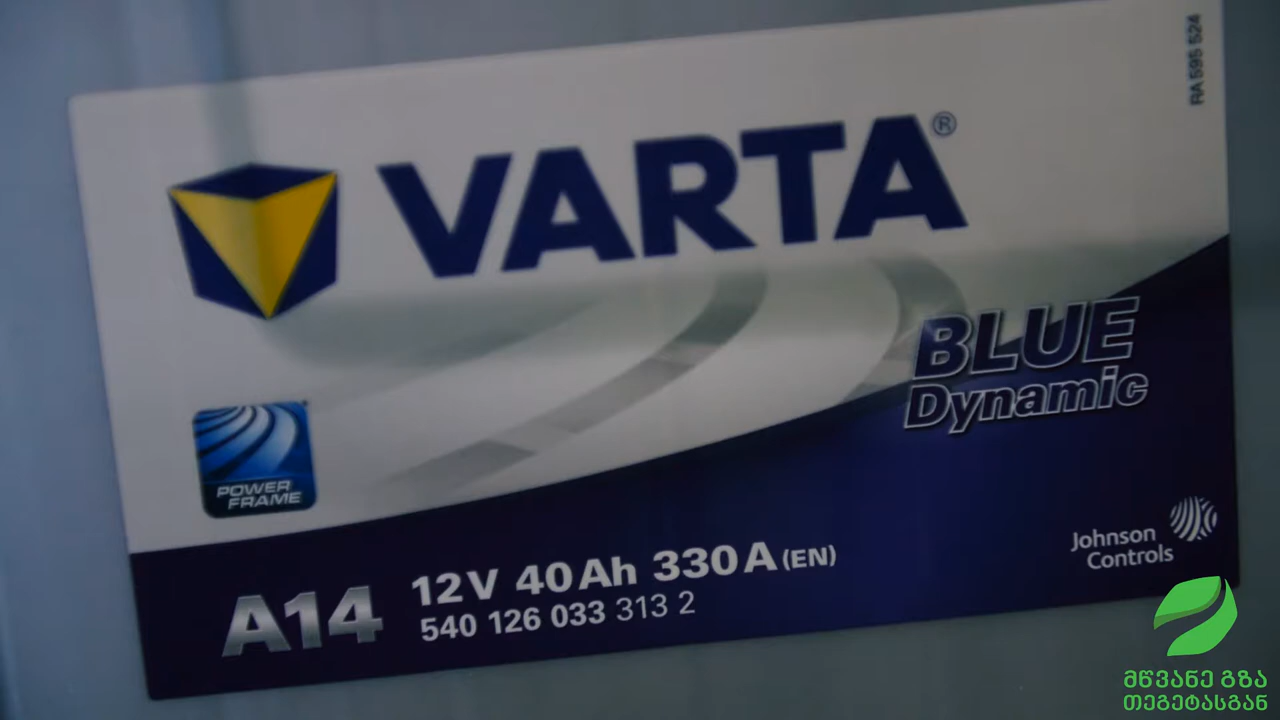 RA 595 524
VARTA®
BLUE
Dynamic
POWER
FRAME
Johnson
Controls
A14
12V 40Ah 330A (EN)
540 126 033 313 2
მწვანე გზა
თეგეტასგან